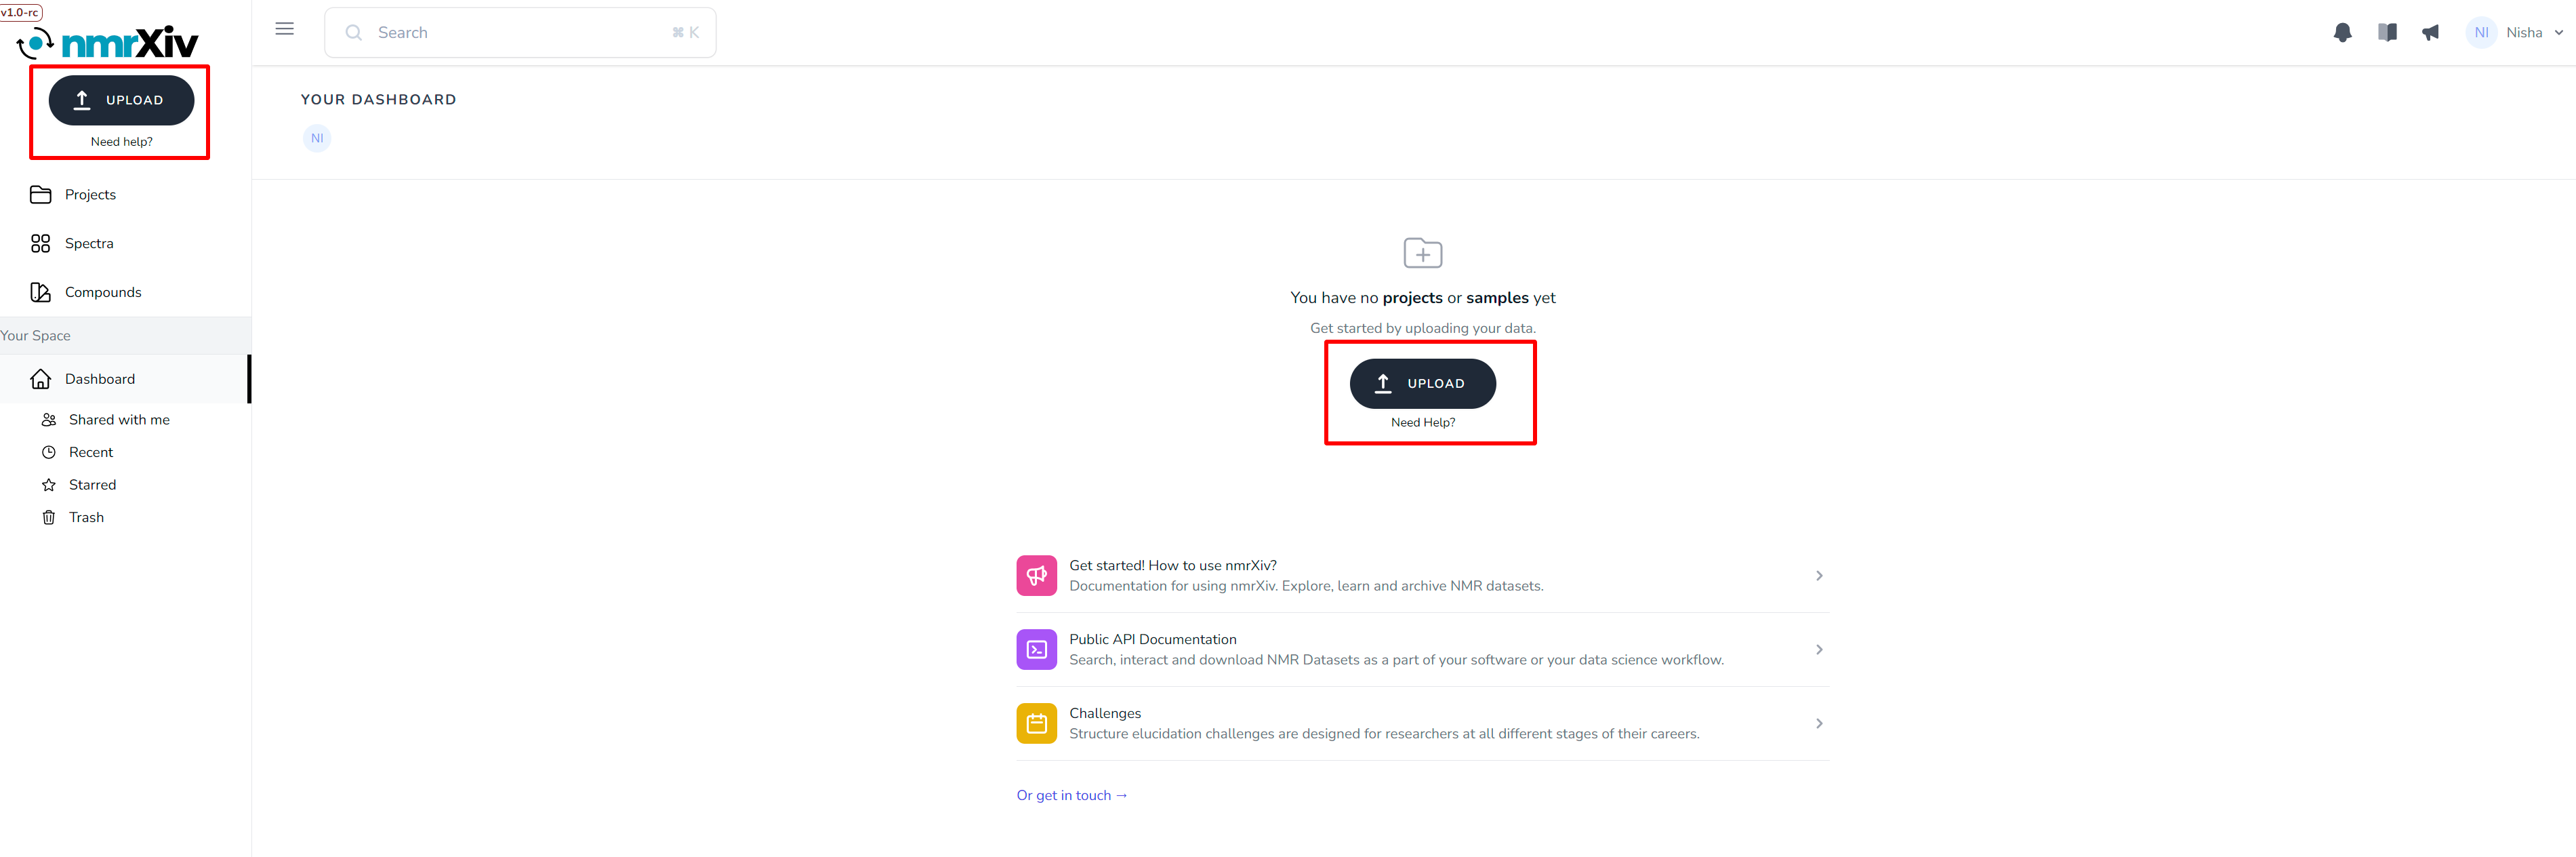 v1.0-rc
nmrXiv
UPLOAD
Need help?
Projects
Spectra
Compounds
Your Space
Dashboard
Shared with me
Recent
Starred
Trash
Search ⌘ K
NI Nisha
YOUR DASHBOARD
NI
You have no projects or samples yet
Get started by uploading your data.
UPLOAD
Need Help?
Get started! How to use nmrXiv?
Documentation for using nmrXiv. Explore, learn and archive NMR datasets.
Public API Documentation
Search, interact and download NMR Datasets as a part of your software or your data science workflow.
Challenges
Structure elucidation challenges are designed for researchers at all different stages of their careers.
Or get in touch →